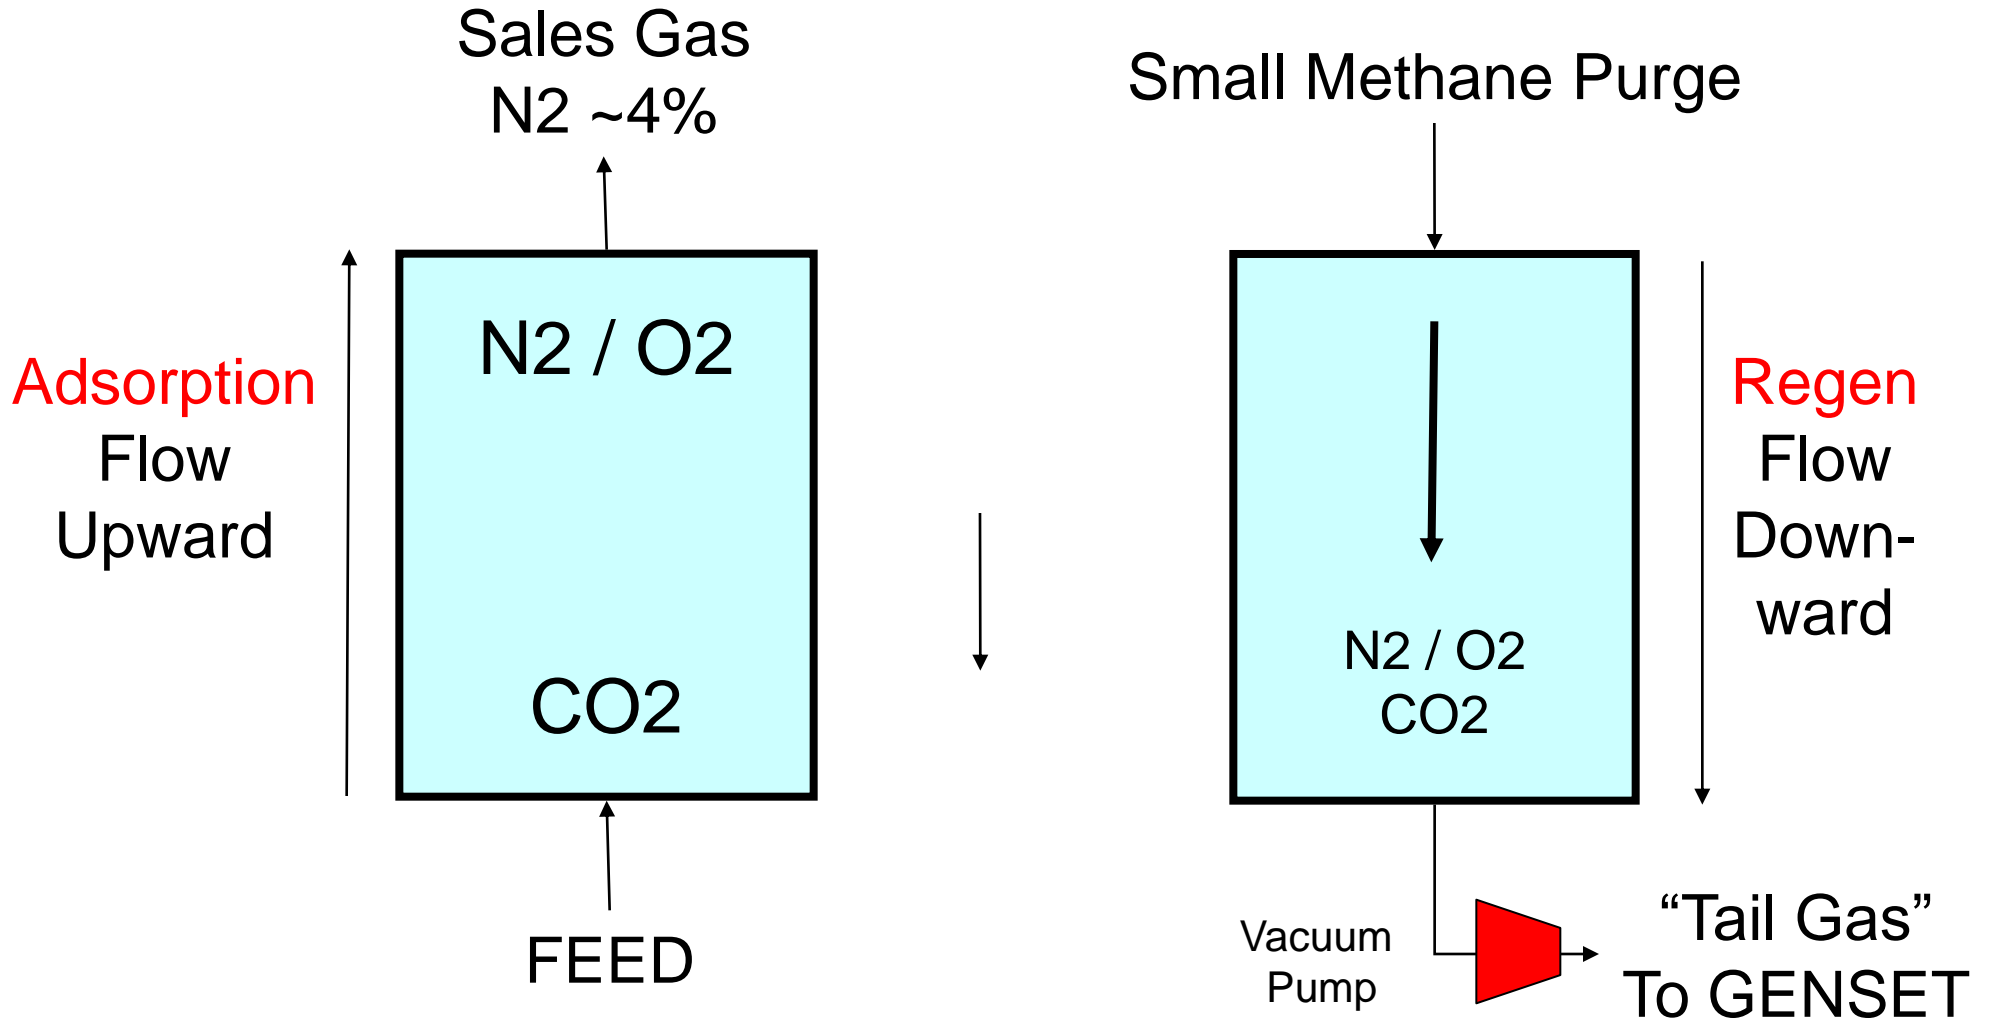 Sales Gas
N2 ~4%
Small Methane Purge
N2 / O2
CO2
Adsorption
Flow
Upward
N2 / O2
CO2
Regen
Flow
Down-
ward
FEED
Vacuum
Pump
“Tail Gas”
To GENSET